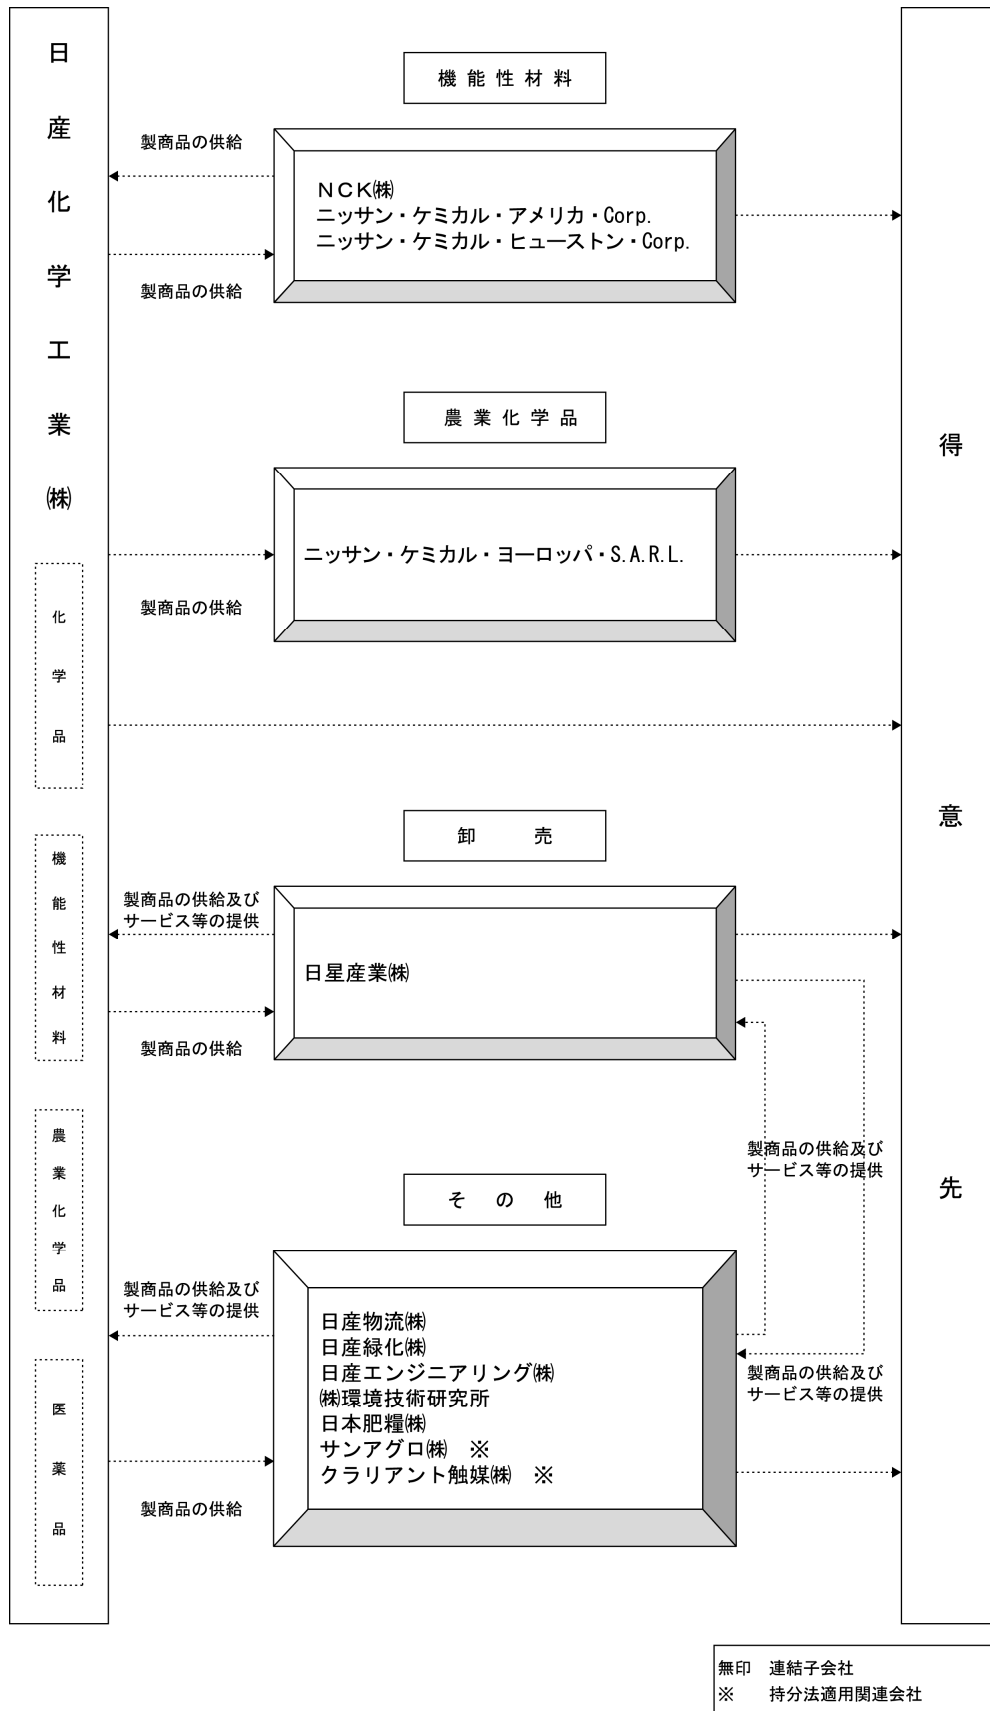 日産化学工業㈱
化学品
機能性材料
農業化学品
医薬品
機能性材料
製商品の供給
製商品の供給
ＮＣＫ㈱
ニッサン・ケミカル・アメリカ・Corp.
ニッサン・ケミカル・ヒューストン・Corp.
農業化学品
製商品の供給
ニッサン・ケミカル・ヨーロッパ・S.A.R.L.
卸売
製商品の供給及び
サービス等の提供
製商品の供給
日星産業㈱
製商品の供給及び
サービス等の提供
その他
製商品の供給及び
サービス等の提供
製商品の供給
日産物流㈱
日産緑化㈱
日産エンジニアリング㈱
㈱環境技術研究所
日本肥糧㈱
サンアグロ㈱　※
クラリアント触媒㈱　※
製商品の供給及び
サービス等の提供
得意先
無印　連結子会社
※　持分法適用関連会社